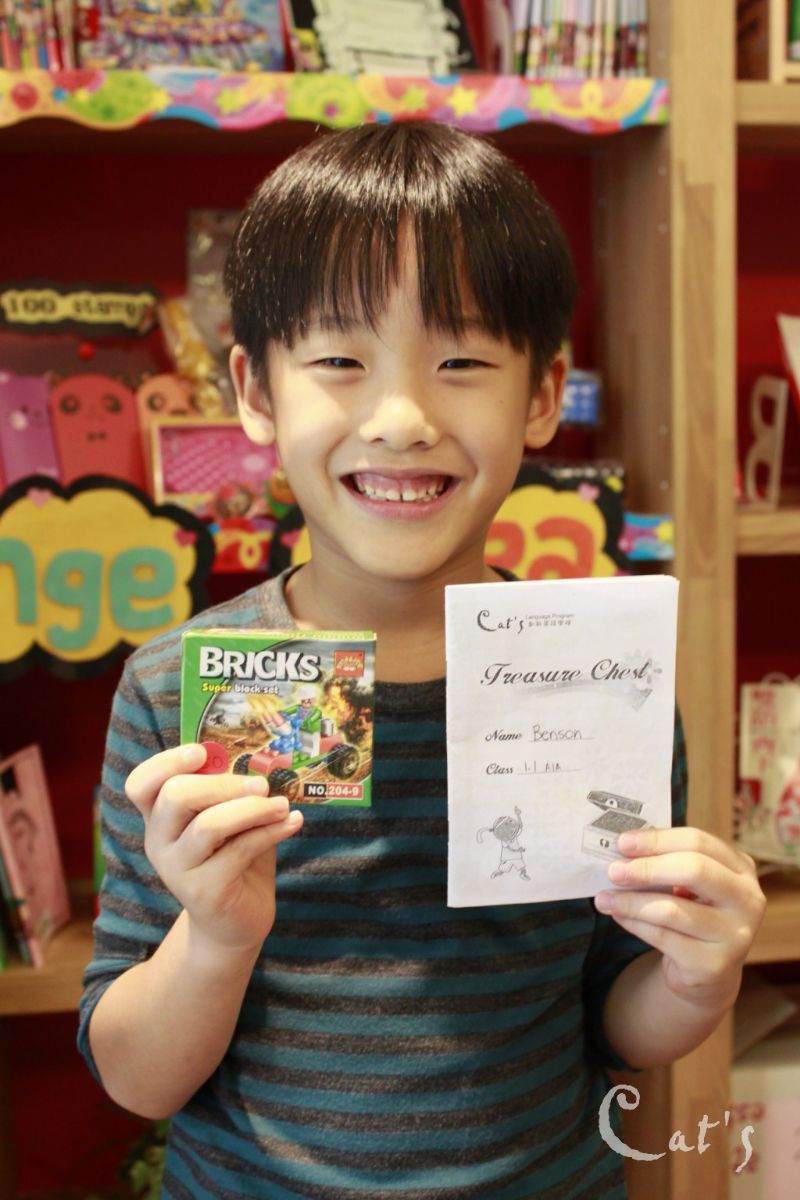 100 stamps
nge
ea
BRICKS
Super block set
NO.204-9
Cat's Language Program
Treasure Chest
Name Benson
Class 1.1 A1A
Cat's